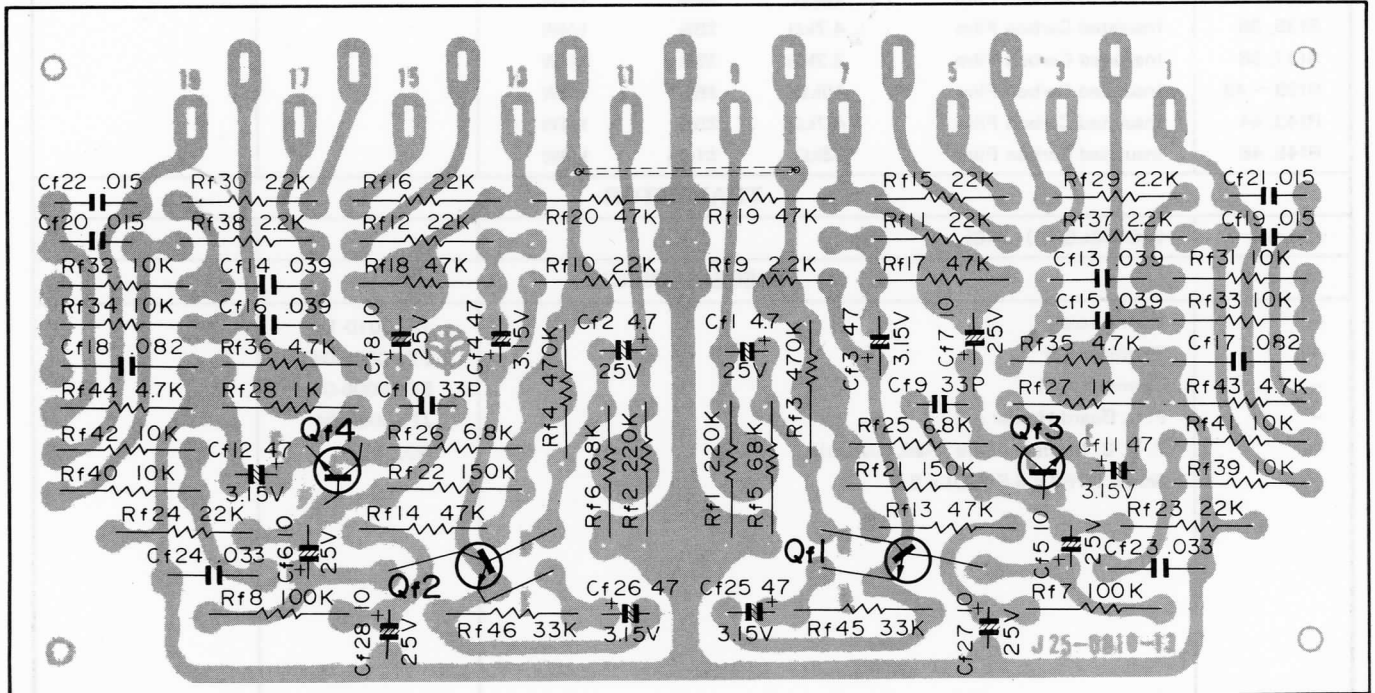 18 17 15 13 11 9 7 5 3 1
Cf22 .015 Rf30 2.2K Rf16 22K Rf15 22K Rf29 2.2K Cf21 .015
Cf20 .015 Rf38 2.2K Rf12 22K Rf20 47K Rf19 47K Rf11 22K Rf37 2.2K Cf19 .015
Rf32 10K Cf14 .039 Rf18 47K Rf10 2.2K Rf9 2.2K Rf17 47K Cf13 .039 Rf31 10K
Rf34 10K Cf16 .039 Cf15 .039 Rf33 10K
Cf8 10 25V
Cf4 47 3.15V
Rf4 470K
Cf2 4.7 25V
Cf1 4.7 25V
Rf3 470K
Cf3 47 3.15V
Cf7 10 25V
Cf18 .082 Rf36 4.7K Rf35 4.7K Cf17 .082
Rf44 4.7K Rf28 1K Cf10 33P Cf9 33P Rf27 1K Rf43 4.7K
Rf42 10K Qf4 Rf26 6.8K Rf25 6.8K Qf3 Rf41 10K
Rf40 10K Cf12 47 3.15V Rf22 150K Rf21 150K Cf11 47 3.15V Rf39 10K
Rf6 68K
Rf2 220K
Rf1 220K
Rf5 68K
Rf24 22K Rf14 47K Rf13 47K Rf23 22K
Cf24 .033 Cf6 10 25V Qf2 Qf1 Cf5 10 25V Cf23 .033
Rf8 100K Cf26 47 3.15V Cf25 47 3.15V Rf7 100K
Cf28 10 25V Rf46 33K Rf45 33K Cf27 10 25V
J25-0810-13